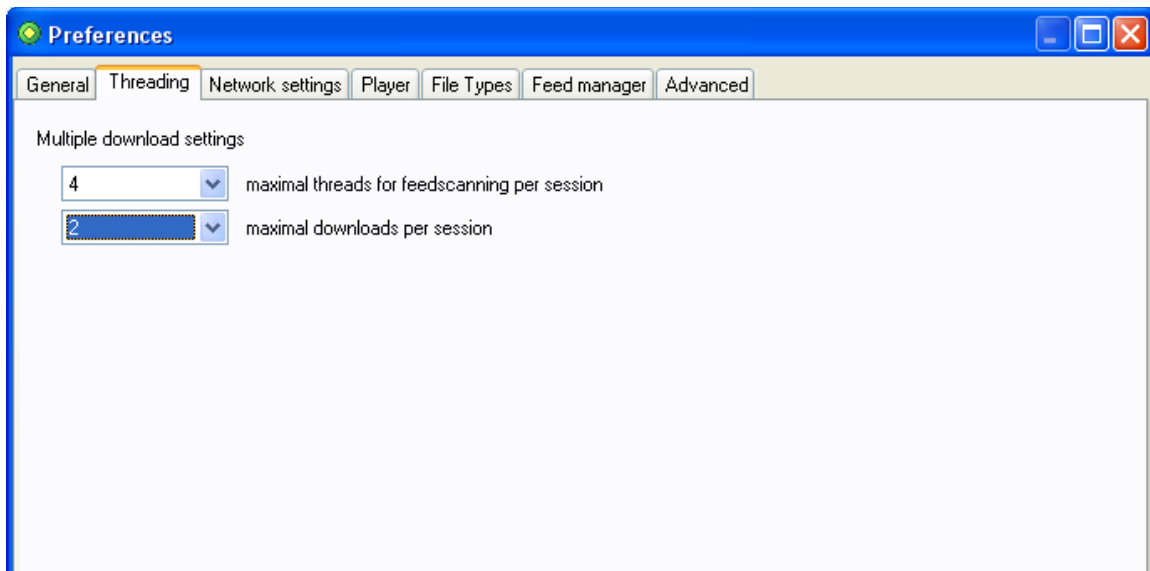 Preferences
General Threading Network settings Player File Types Feed manager Advanced
Multiple download settings
4 maximal threads for feedscanning per session
2 maximal downloads per session